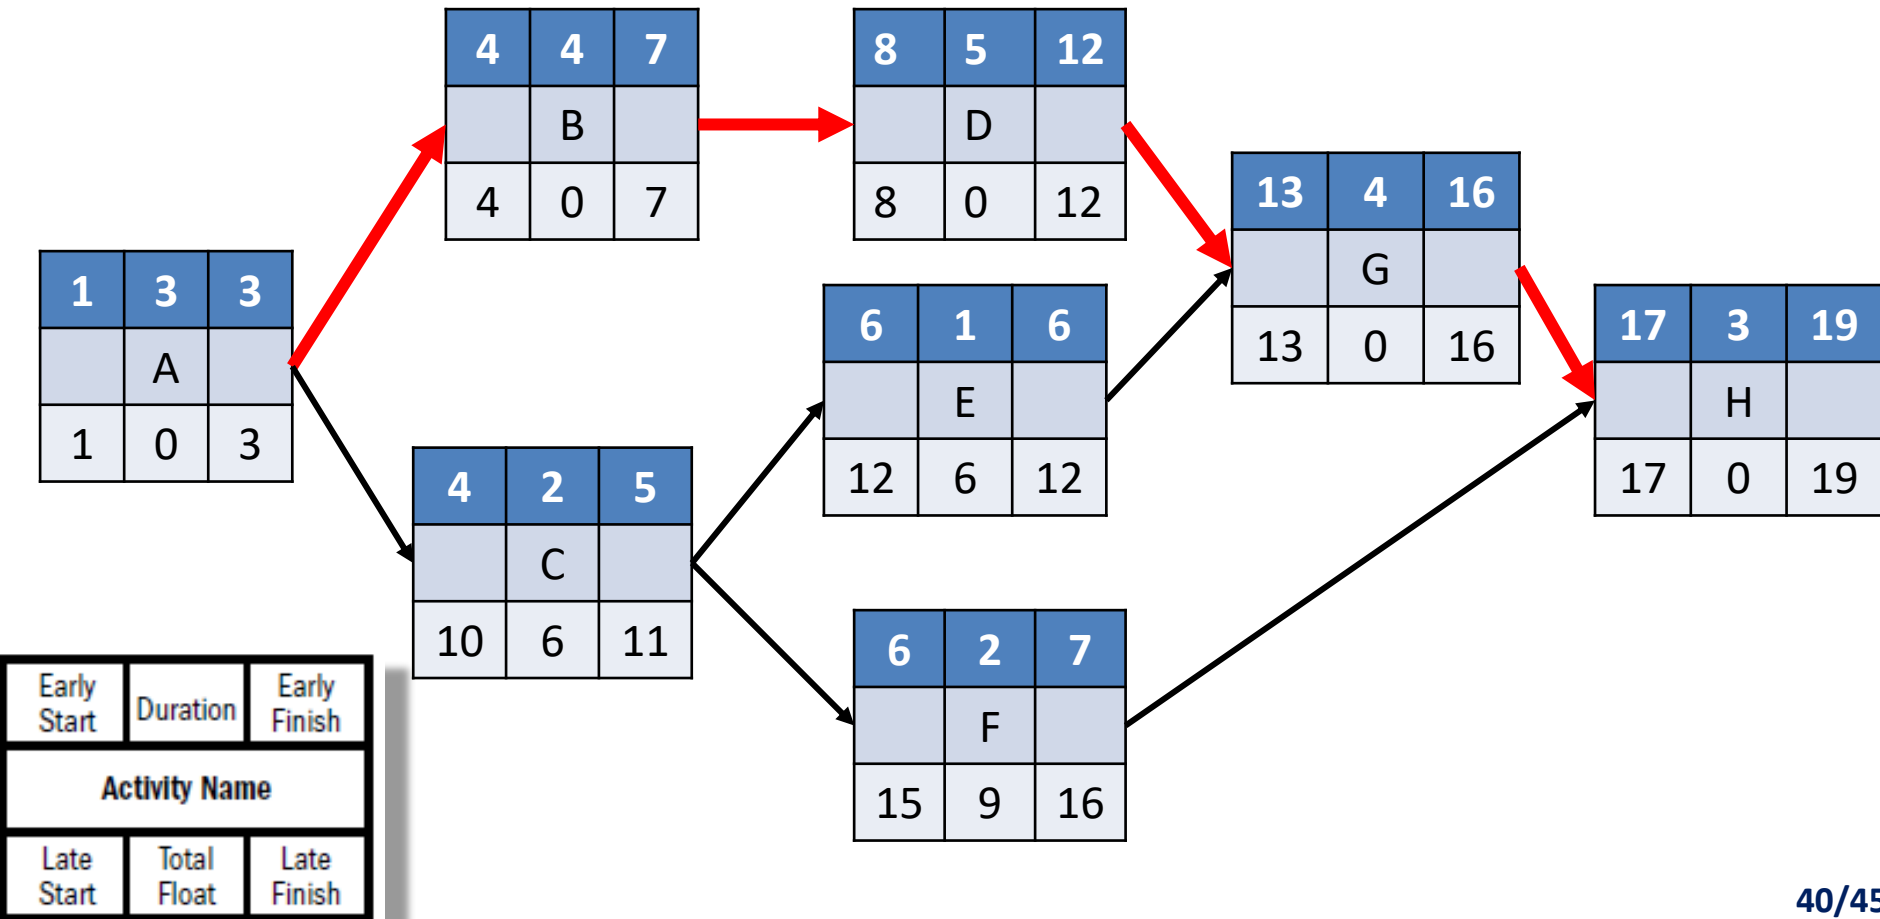 4 4 7
B
4 0 7
8 5 12
D
8 0 12
13 4 16
G
13 0 16
1 3 3
A
1 0 3
6 1 6
E
12 6 12
17 3 19
H
17 0 19
4 2 5
C
10 6 11
6 2 7
F
15 9 16
Early Start
Duration
Early Finish
Activity Name
Late Start
Total Float
Late Finish
40/45